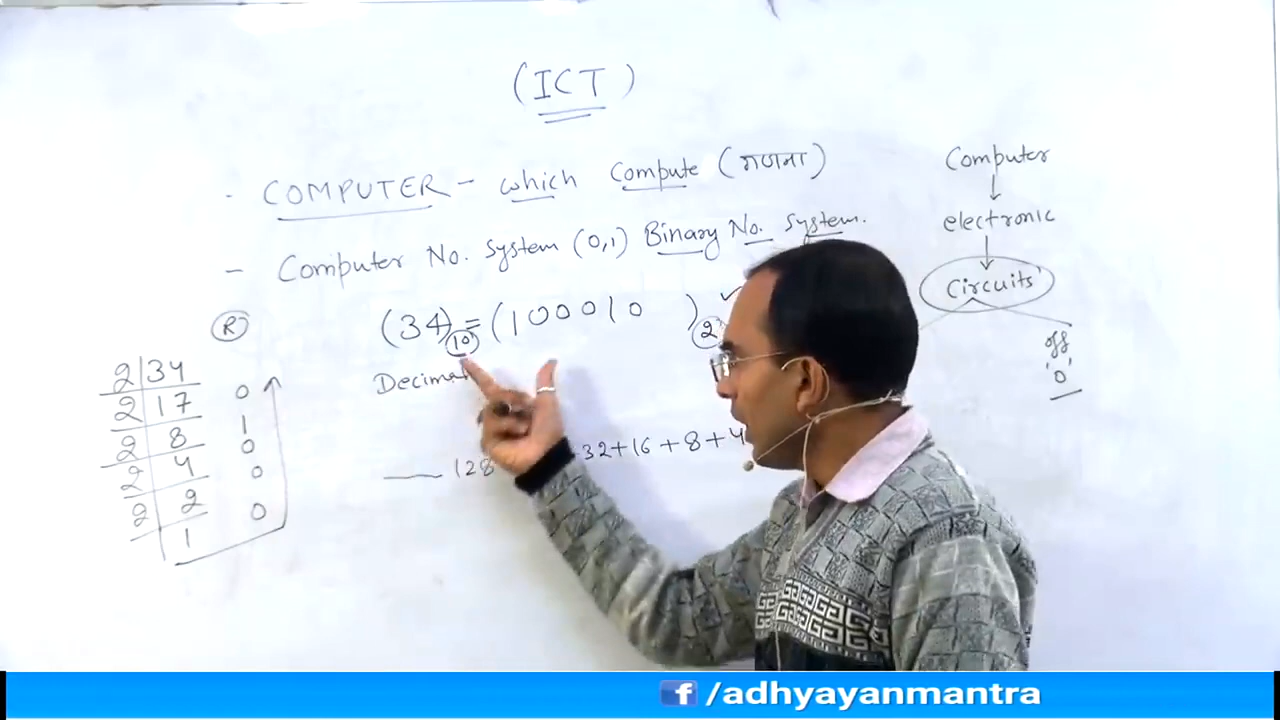 (ICT)
· COMPUTER - which Compute (गणना)
- Computer No. System (0,1) Binary No. System.
(34)10 = (100010 )2 ✓
Decimal
128 +32+16+8+4
R
2 34
2 17 0
2 8 1
2 4 0
2 2 0
1 0
Computer
↓
electronic
↓
Circuits
off
'0'
/adhyayanmantra